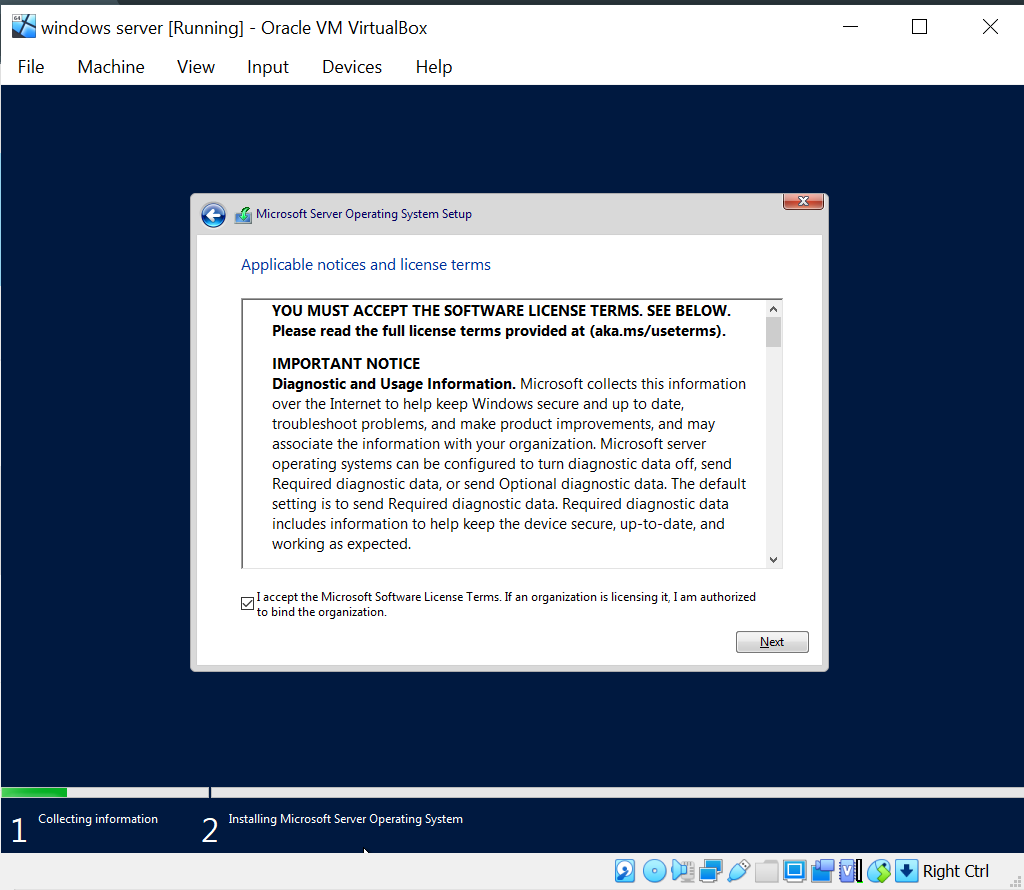 windows server [Running] - Oracle VM VirtualBox
File Machine View Input Devices Help
Microsoft Server Operating System Setup
Applicable notices and license terms
YOU MUST ACCEPT THE SOFTWARE LICENSE TERMS. SEE BELOW.
Please read the full license terms provided at (aka.ms/useterms).
IMPORTANT NOTICE
Diagnostic and Usage Information. Microsoft collects this information
over the Internet to help keep Windows secure and up to date,
troubleshoot problems, and make product improvements, and may
associate the information with your organization. Microsoft server
operating systems can be configured to turn diagnostic data off, send
Required diagnostic data, or send Optional diagnostic data. The default
setting is to send Required diagnostic data. Required diagnostic data
includes information to help keep the device secure, up-to-date, and
working as expected.
I accept the Microsoft Software License Terms. If an organization is licensing it, I am authorized
to bind the organization.
Next
1 Collecting information 2 Installing Microsoft Server Operating System
Right Ctrl